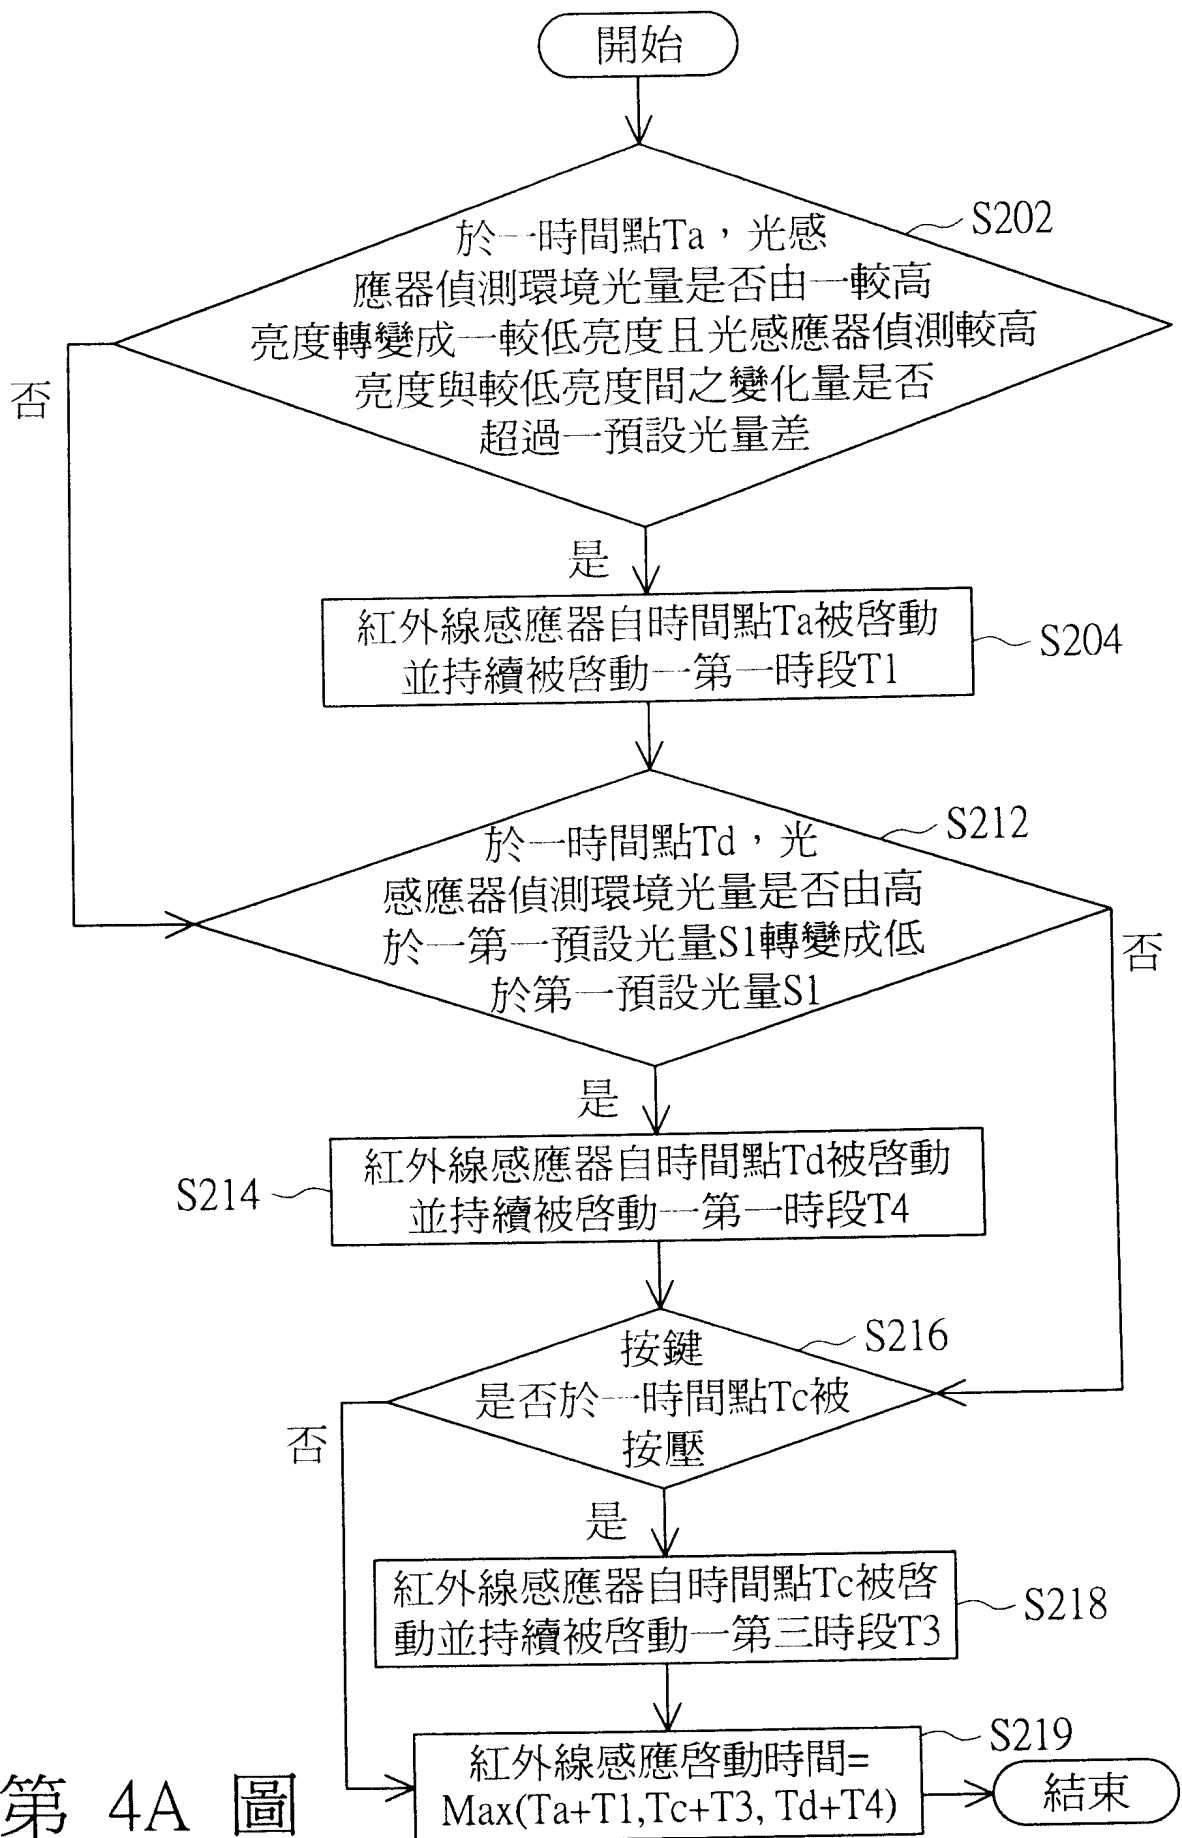 開始
於一時間點Ta，光感
應器偵測環境光量是否由一較高
亮度轉變成一較低亮度且光感應器偵測較高
亮度與較低亮度間之變化量是否
超過一預設光量差
S202
否
是
紅外線感應器自時間點Ta被啓動
並持續被啓動一第一時段T1
S204
於一時間點Td，光
感應器偵測環境光量是否由高
於一第一預設光量S1轉變成低
於第一預設光量S1
S212
否
是
紅外線感應器自時間點Td被啓動
並持續被啓動一第一時段T4
S214
按鍵
是否於一時間點Tc被
按壓
S216
否
是
紅外線感應器自時間點Tc被啓
動並持續被啓動一第三時段T3
S218
紅外線感應啓動時間=
Max(Ta+T1,Tc+T3, Td+T4)
S219
結束
第 4A 圖